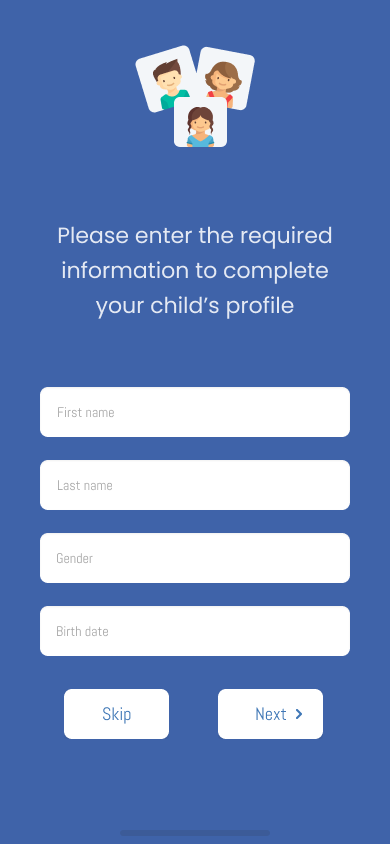 Please enter the required
information to complete
your child’s profile
First name
Last name
Gender
Birth date
Skip
Next